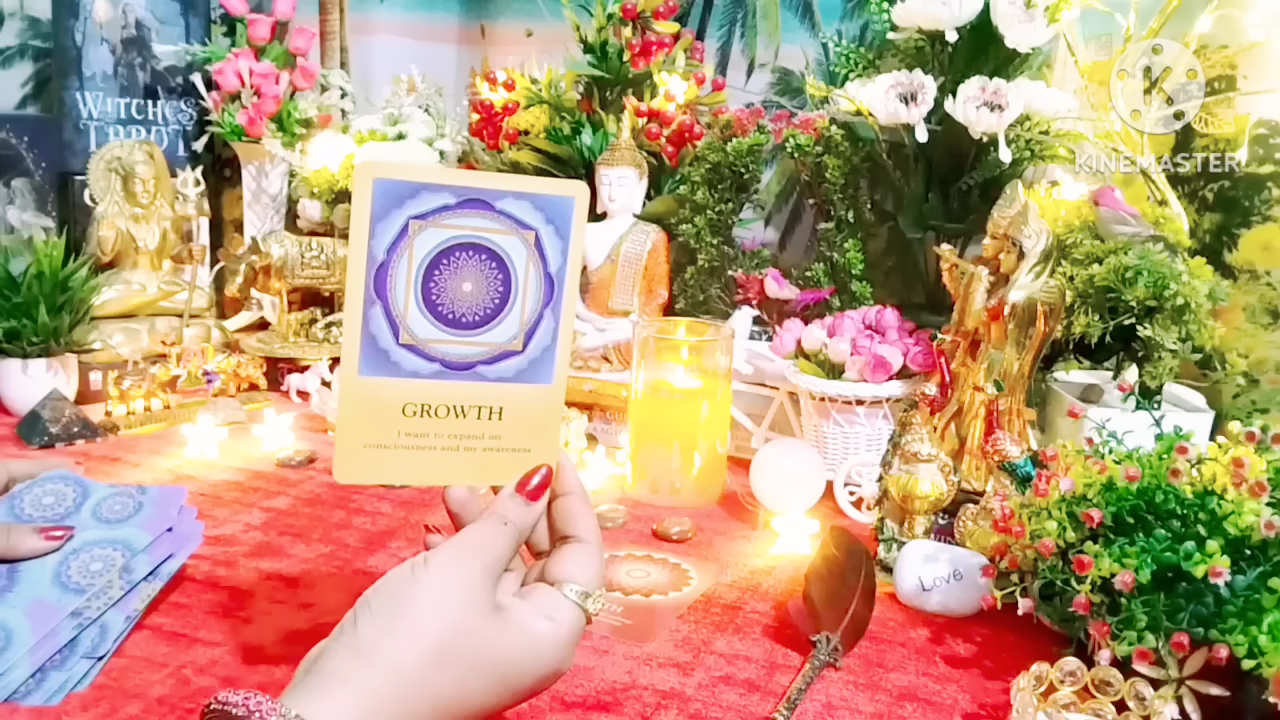 WITCHES
TAROT
K
KINEMASTER
GROWTH
I want to expand my
consciousness and my awareness
Love